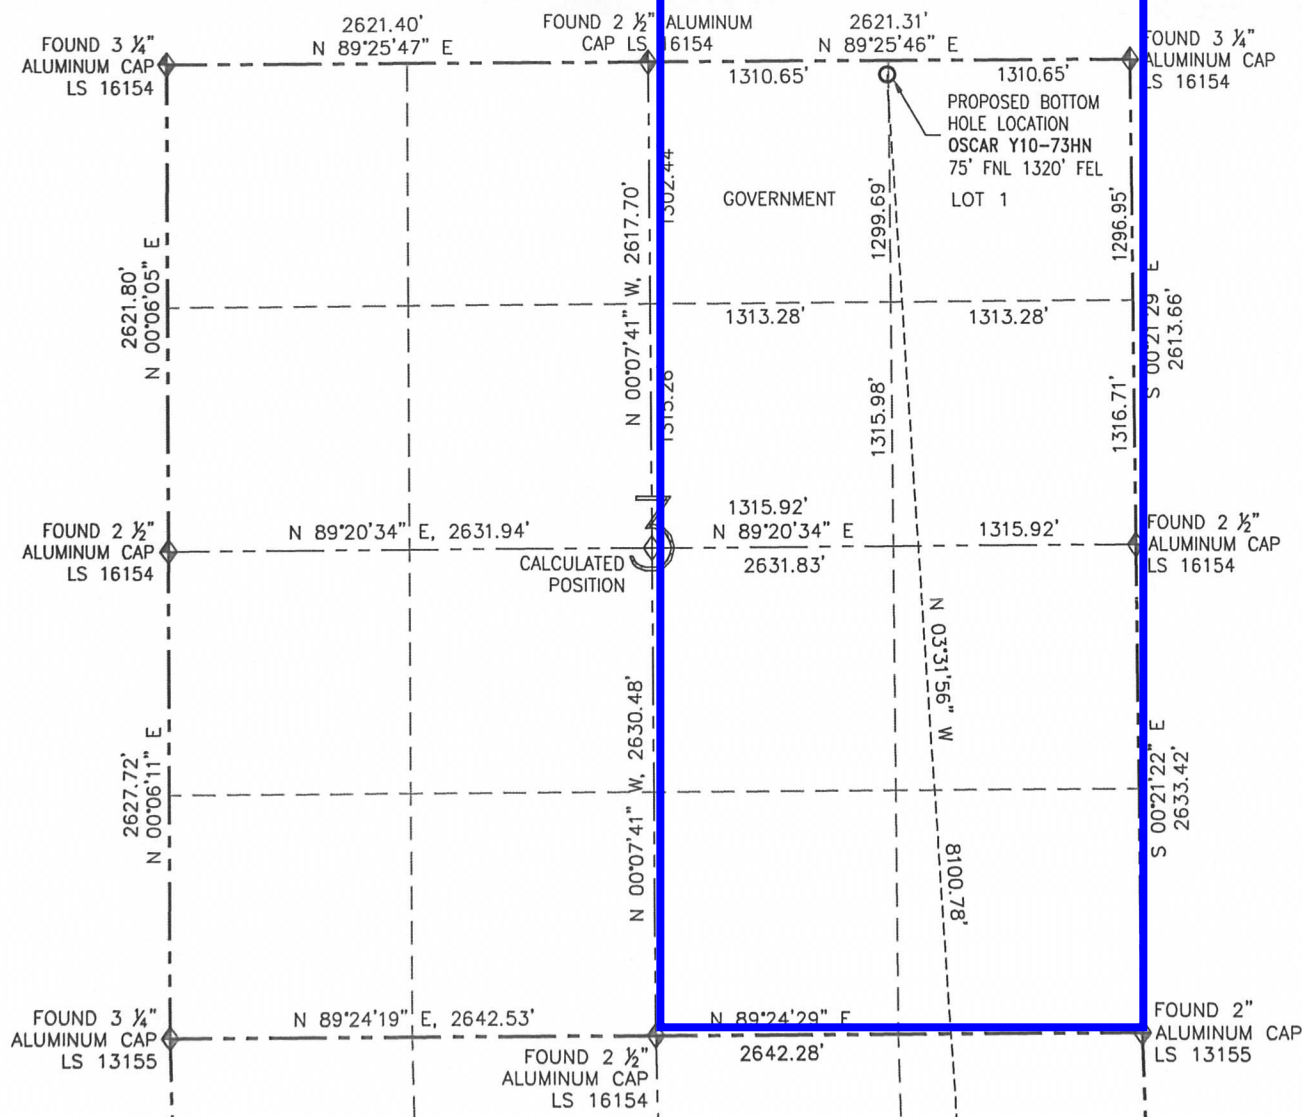 2621.40'
N 89°25'47" E
FOUND 3 ¼"
ALUMINUM CAP
LS 16154
FOUND 2 ½" ALUMINUM
CAP LS 16154
2621.31'
N 89°25'46" E
1310.65'
1310.65'
FOUND 3 ¼"
ALUMINUM CAP
LS 16154
PROPOSED BOTTOM
HOLE LOCATION
OSCAR Y10-73HN
75' FNL 1320' FEL
GOVERNMENT
LOT 1
2621.80'
N 00°06'05" E
N 00°07'41" W, 2617.70'
1302.44
1299.69'
1296.95'
S 00°21'29 E
2613.66'
1313.28'
1313.28'
1315.26
1315.98'
1316.71'
FOUND 2 ½"
ALUMINUM CAP
LS 16154
N 89°20'34" E, 2631.94'
CALCULATED
POSITION
1315.92'
N 89°20'34" E
2631.83'
1315.92'
FOUND 2 ½"
ALUMINUM CAP
LS 16154
2627.72'
N 00°06'11" E
N 00°07'41" W, 2630.48'
N 03°31'56" W
8100.78'
S 00°21'22" E
2633.42'
FOUND 3 ¼"
ALUMINUM CAP
LS 13155
N 89°24'19" E, 2642.53'
FOUND 2 ½"
ALUMINUM CAP
LS 16154
N 89°24'29" E
2642.28'
FOUND 2"
ALUMINUM CAP
LS 13155